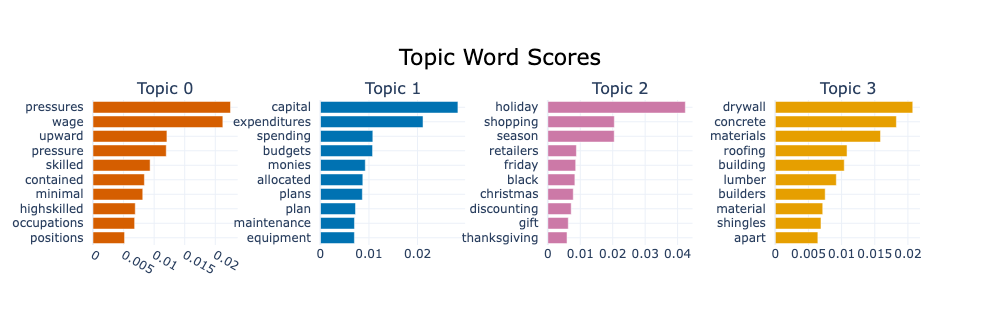 Topic Word Scores
Topic 0
pressures
wage
upward
pressure
skilled
contained
minimal
highskilled
occupations
positions
0 0.005 0.01 0.015 0.02
Topic 1
capital
expenditures
spending
budgets
monies
allocated
plans
plan
maintenance
equipment
0 0.01 0.02
Topic 2
holiday
shopping
season
retailers
friday
black
christmas
discounting
gift
thanksgiving
0 0.01 0.02 0.03 0.04
Topic 3
drywall
concrete
materials
roofing
building
lumber
builders
material
shingles
apart
0 0.005 0.01 0.015 0.02